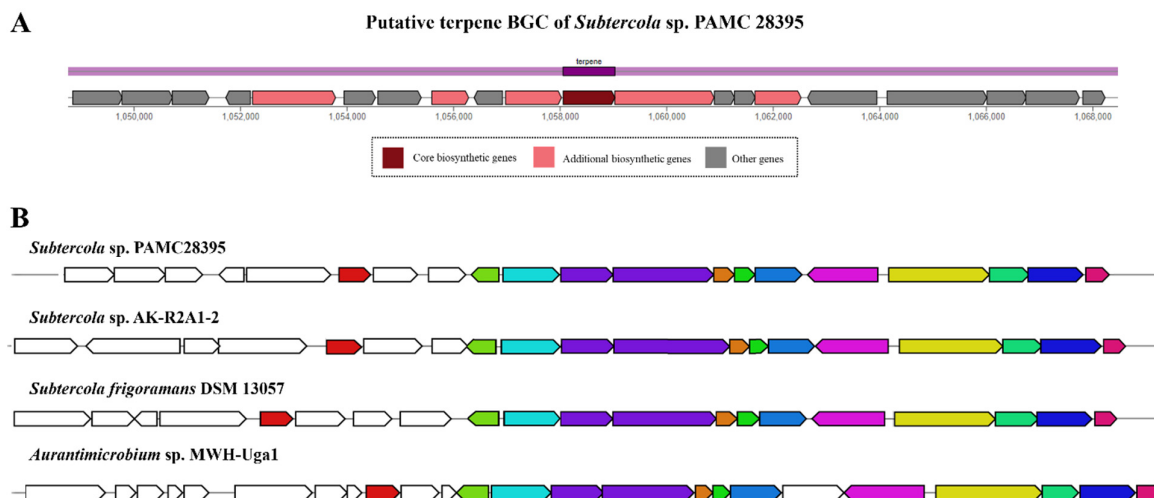 A
Putative terpene BGC of Subtercola sp. PAMC 28395
terpene
1,050,000 1,052,000 1,054,000 1,056,000 1,058,000 1,060,000 1,062,000 1,064,000 1,066,000 1,068,000
Core biosynthetic genes Additional biosynthetic genes Other genes
B
Subtercola sp. PAMC28395
Subtercola sp. AK-R2A1-2
Subtercola frigoramans DSM 13057
Aurantimicrobium sp. MWH-Uga1